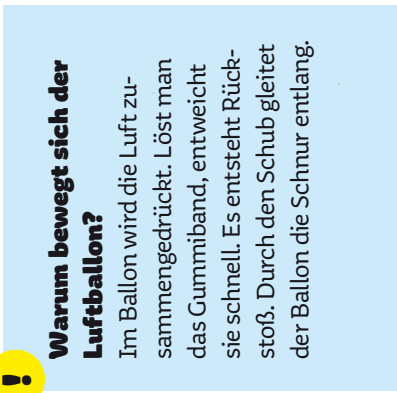 !
Warum bewegt sich der
Luftballon?
Im Ballon wird die Luft zu-
sammengedrückt. Löst man
das Gummiband, entweicht
sie schnell. Es entsteht Rück-
stoß. Durch den Schub gleitet
der Ballon die Schnur entlang.